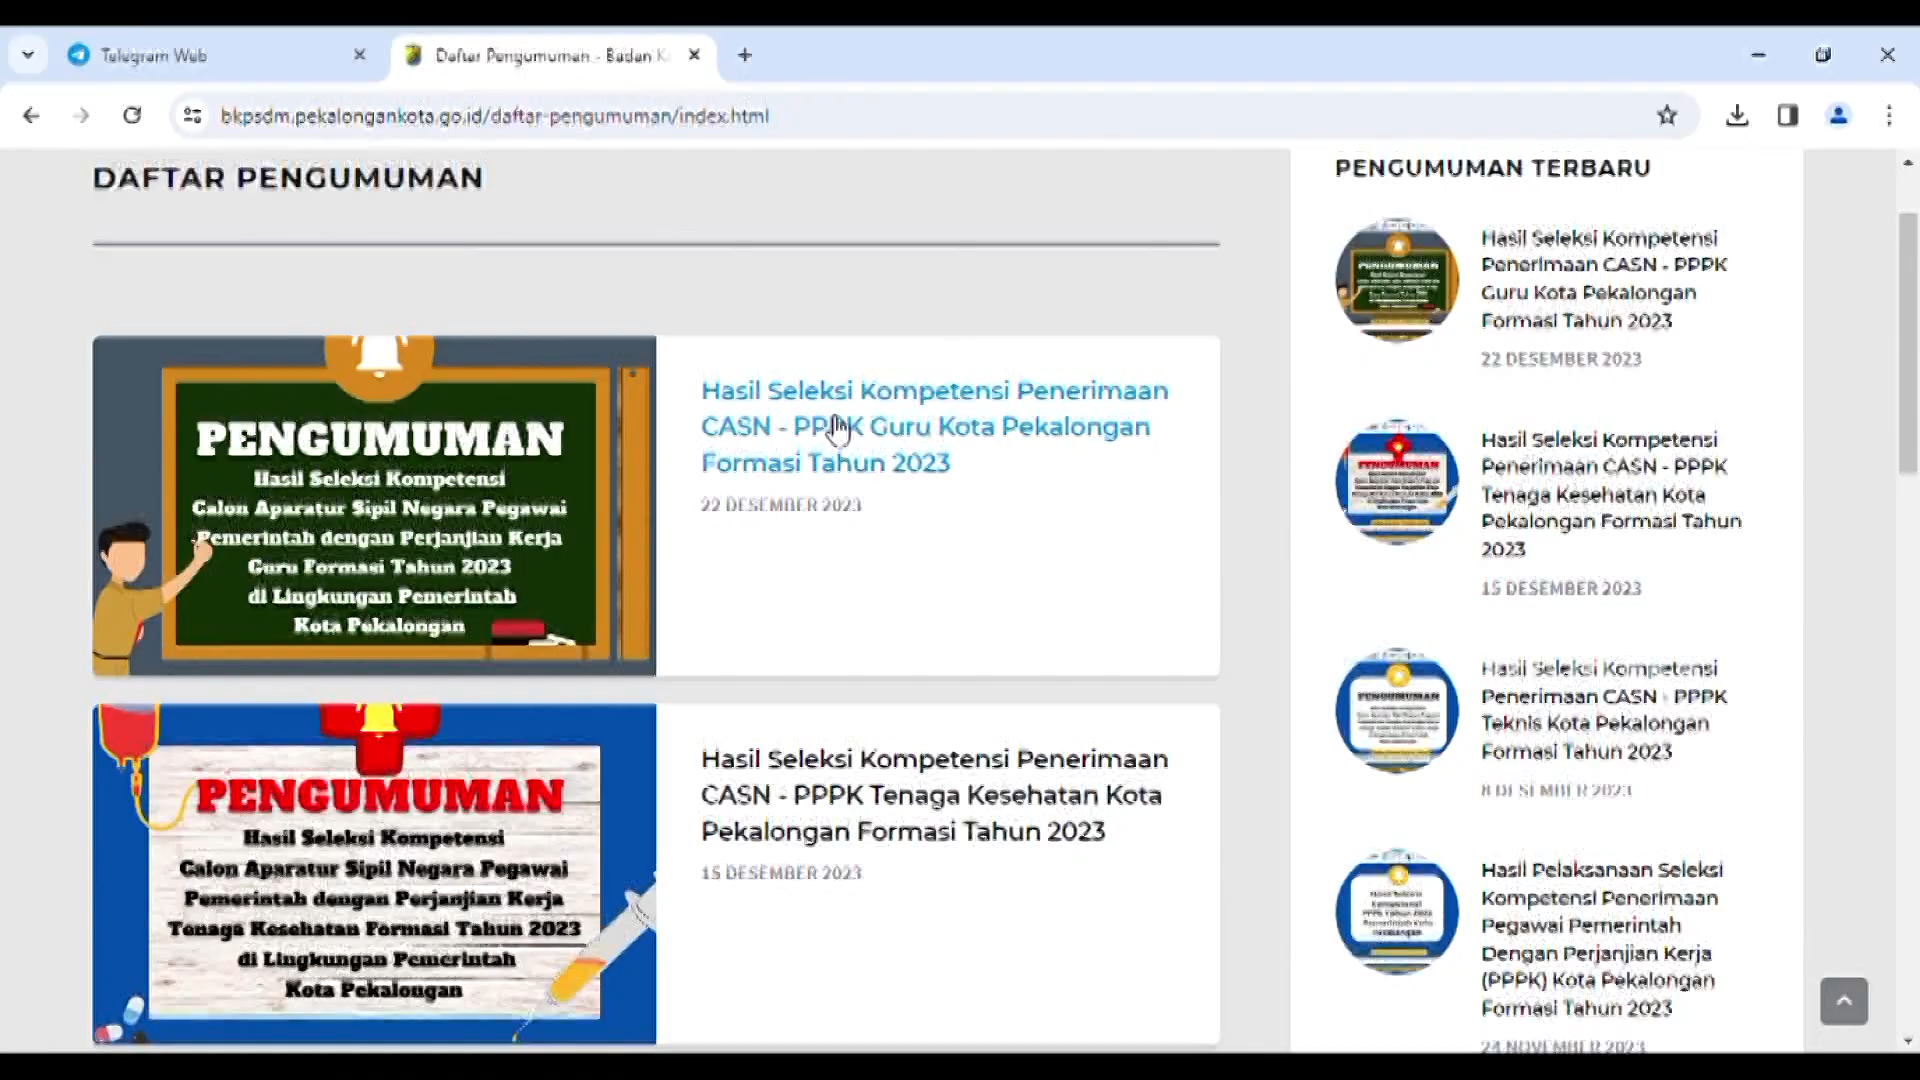 Telegram Web
Daftar Pengumuman - Badan K
bkpsdm.pekalongankota.go.id/daftar-pengumuman/index.html
DAFTAR PENGUMUMAN
PENGUMUMAN
Hasil Seleksi Kompetensi
Calon Aparatur Sipil Negara Pegawai
Pemerintah dengan Perjanjian Kerja
Guru Formasi Tahun 2023
di Lingkungan Pemerintah
Kota Pekalongan
Hasil Seleksi Kompetensi Penerimaan
CASN - PPPK Guru Kota Pekalongan
Formasi Tahun 2023
22 DESEMBER 2023
PENGUMUMAN
Hasil Seleksi Kompetensi
Calon Aparatur Sipil Negara Pegawai
Pemerintah dengan Perjanjian Kerja
Tenaga Kesehatan Formasi Tahun 2023
di Lingkungan Pemerintah
Kota Pekalongan
Hasil Seleksi Kompetensi Penerimaan
CASN - PPPK Tenaga Kesehatan Kota
Pekalongan Formasi Tahun 2023
15 DESEMBER 2023
PENGUMUMAN TERBARU
Hasil Seleksi Kompetensi
Penerimaan CASN - PPPK
Guru Kota Pekalongan
Formasi Tahun 2023
22 DESEMBER 2023
Hasil Seleksi Kompetensi
Penerimaan CASN - PPPK
Tenaga Kesehatan Kota
Pekalongan Formasi Tahun
2023
15 DESEMBER 2023
Hasil Seleksi Kompetensi
Penerimaan CASN - PPPK
Teknis Kota Pekalongan
Formasi Tahun 2023
8 DESEMBER 2023
Hasil Pelaksanaan Seleksi
Kompetensi Penerimaan
Pegawai Pemerintah
Dengan Perjanjian Kerja
(PPPK) Kota Pekalongan
Formasi Tahun 2023
24 NOVEMBER 2023